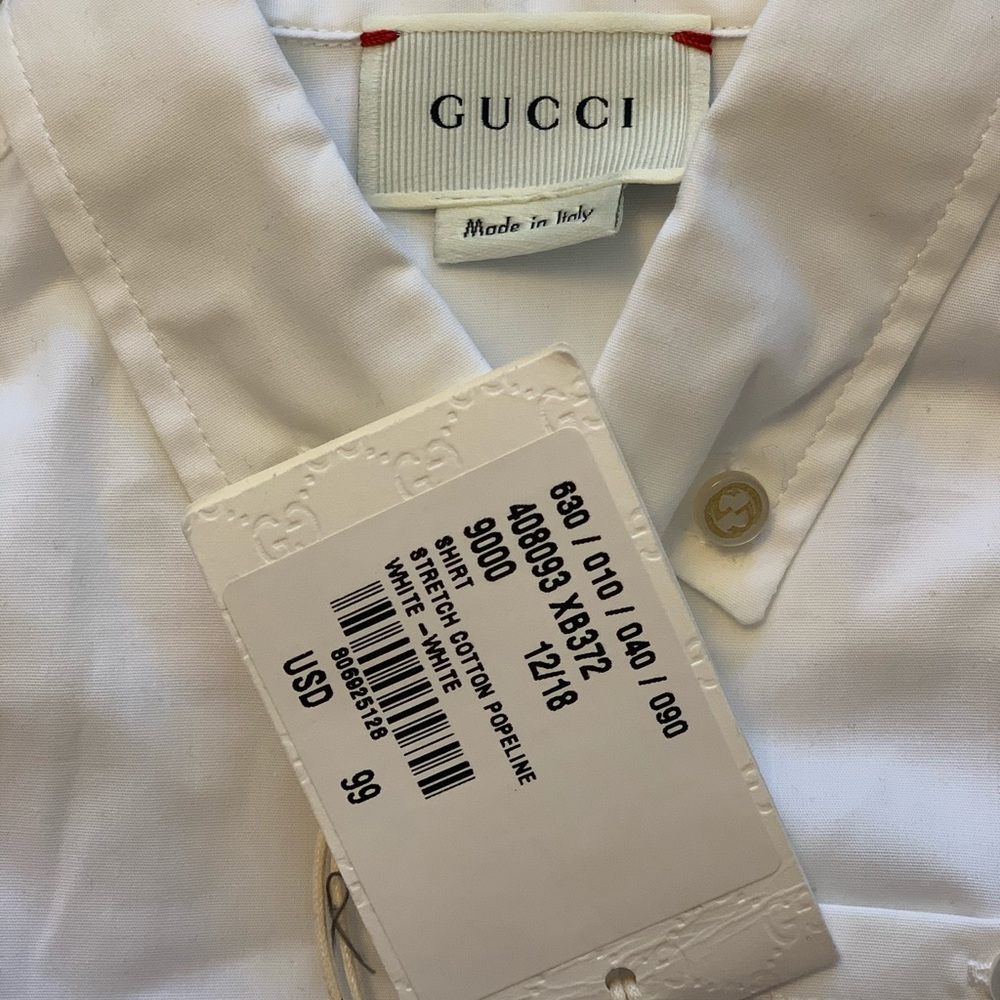 GUCCI
Made in Italy
630 / 010 / 040 / 090
408093 XB372
9000 12/18
SHIRT
STRETCH COTTON POPELINE
WHITE -WHITE
806925128
USD 99